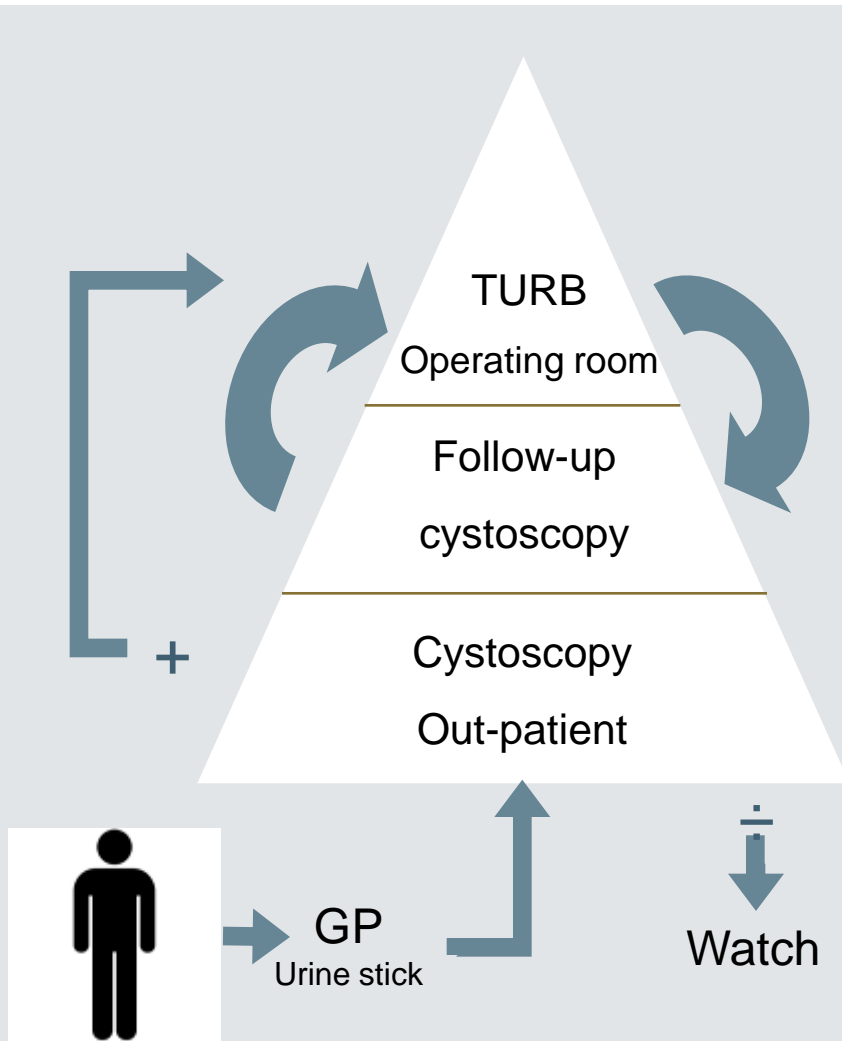 TURB
Operating room
Follow-up
cystoscopy
+
Cystoscopy
Out-patient
÷
GP
Urine stick
Watch